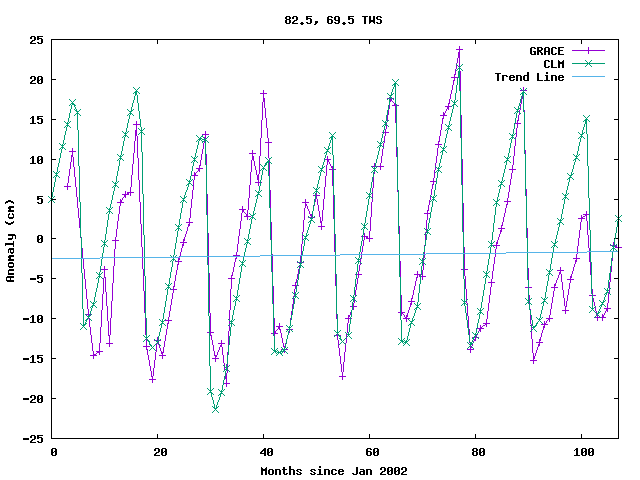 82.5, 69.5 TWS
GRACE
CLM
Trend Line
Anomaly (cm)
25
20
15
10
5
0
-5
-10
-15
-20
-25
0 20 40 60 80 100
Months since Jan 2002